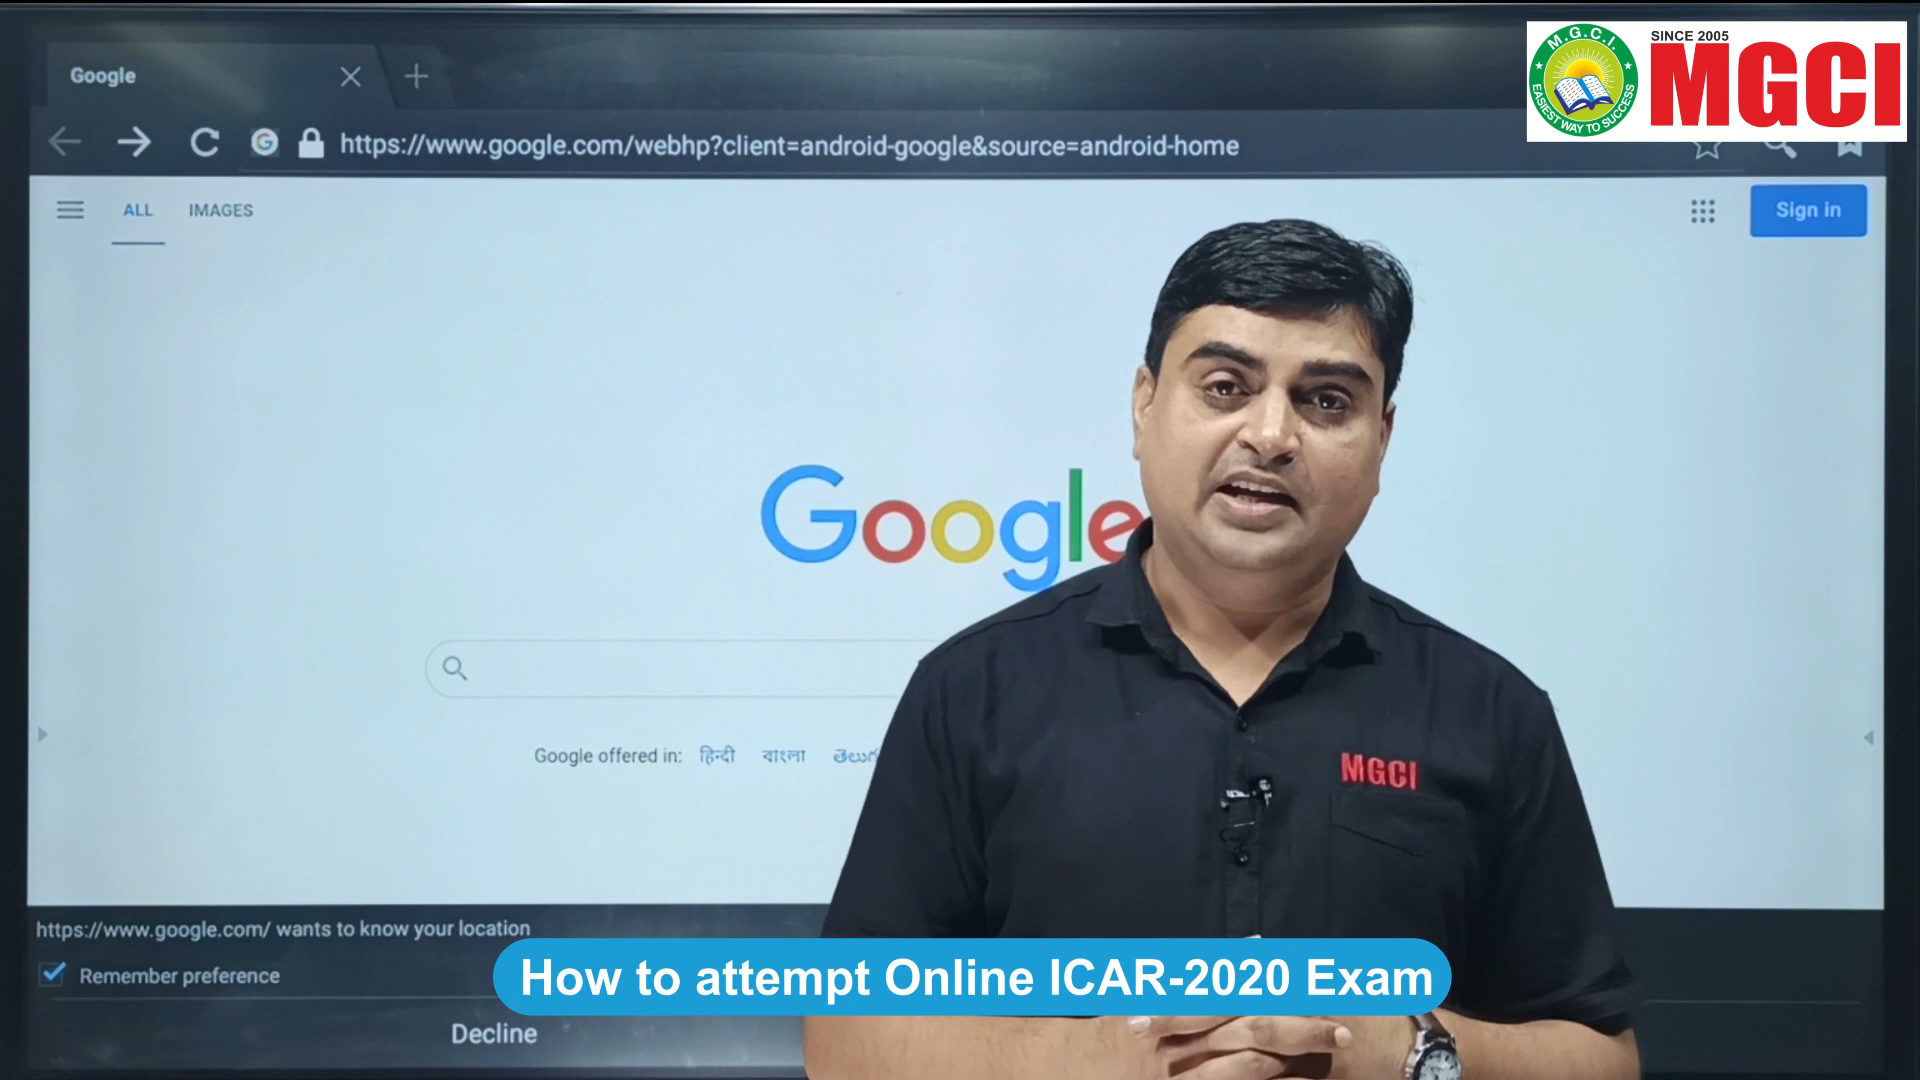 Google
SINCE 2005
MGCI
M.G.C.I.
EASIEST WAY TO SUCCESS
https://www.google.com/webhp?client=android-google&source=android-home
ALL IMAGES
Sign in
Google
Google offered in: हिन्दी বাংলা
MGCI
https://www.google.com/ wants to know your location
Remember preference
How to attempt Online ICAR-2020 Exam
Decline